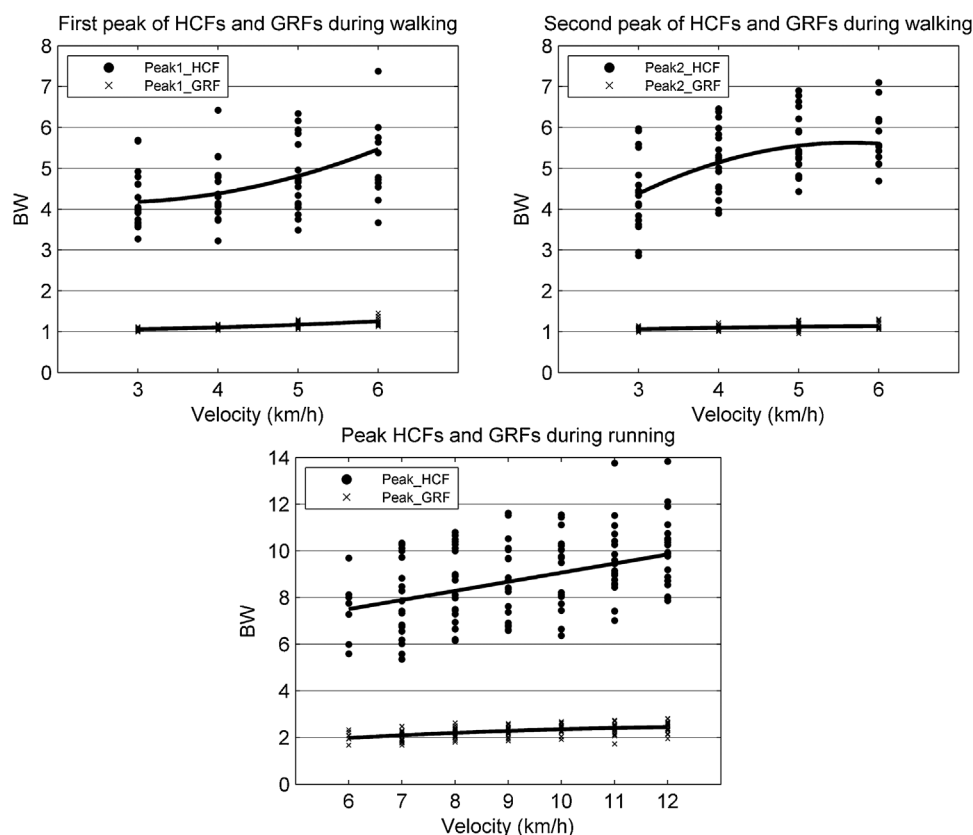 First peak of HCFs and GRFs during walking
8
7
6
5
4
3
2
1
0
BW
Peak1_HCF
Peak1_GRF
3 4 5 6
Velocity (km/h)
Second peak of HCFs and GRFs during walking
8
7
6
5
4
3
2
1
0
BW
Peak2_HCF
Peak2_GRF
3 4 5 6
Velocity (km/h)
Peak HCFs and GRFs during running
14
12
10
8
6
4
2
0
BW
Peak_HCF
Peak_GRF
6 7 8 9 10 11 12
Velocity (km/h)